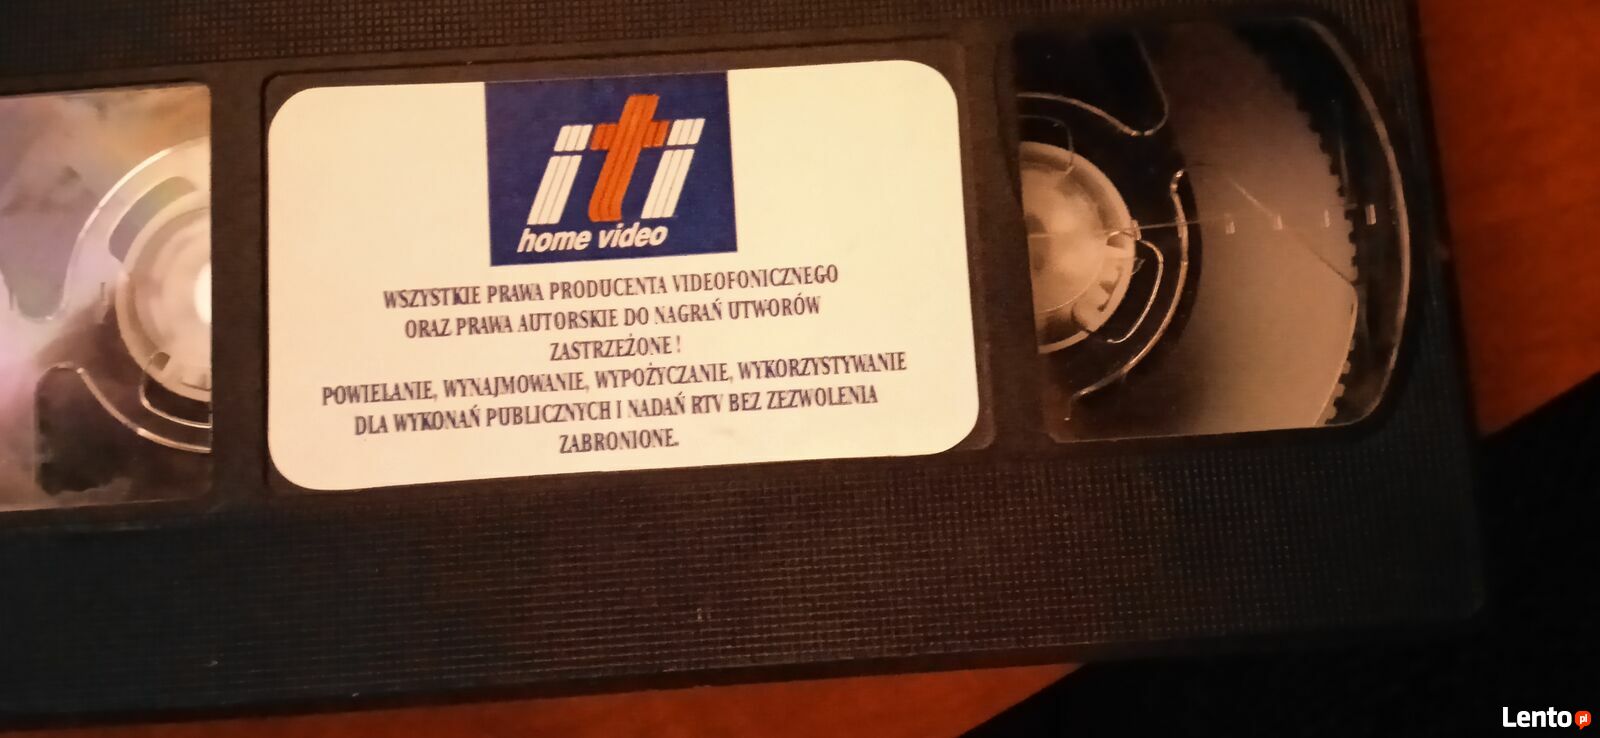 iti
home video
WSZYSTKIE PRAWA PRODUCENTA VIDEOFONICZNEGO
ORAZ PRAWA AUTORSKIE DO NAGRAŃ UTWORÓW
ZASTRZEŻONE !
POWIELANIE, WYNAJMOWANIE, WYPOŻYCZANIE, WYKORZYSTYWANIE
DLA WYKONAŃ PUBLICZNYCH I NADAŃ RTV BEZ ZEZWOLENIA
ZABRONIONE.
Lento pl